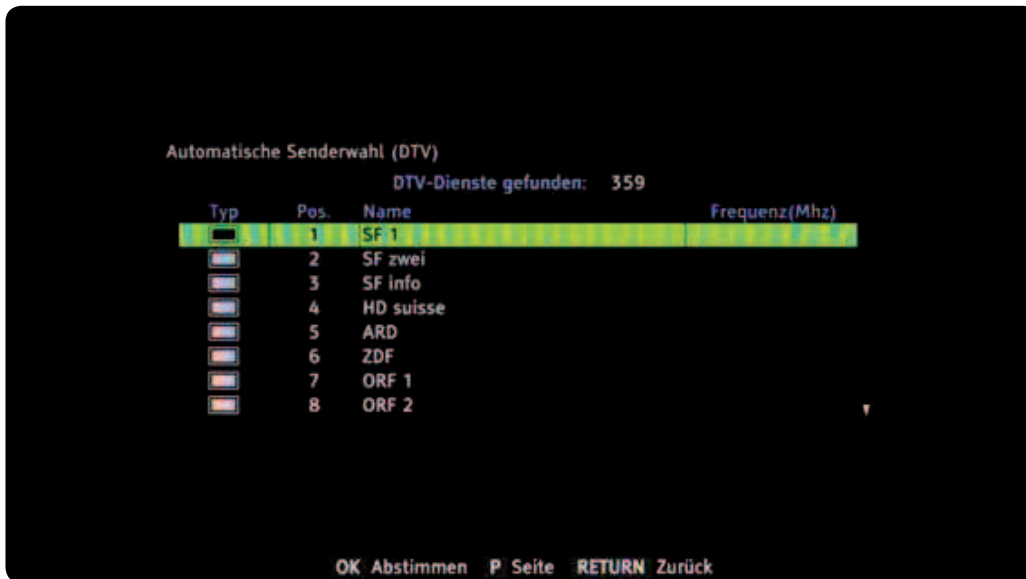 Automatische Senderwahl (DTV)
DTV-Dienste gefunden: 359
Typ Pos. Name Frequenz(Mhz)
1 SF 1
2 SF zwei
3 SF info
4 HD suisse
5 ARD
6 ZDF
7 ORF 1
8 ORF 2
OK Abstimmen P Seite RETURN Zurück